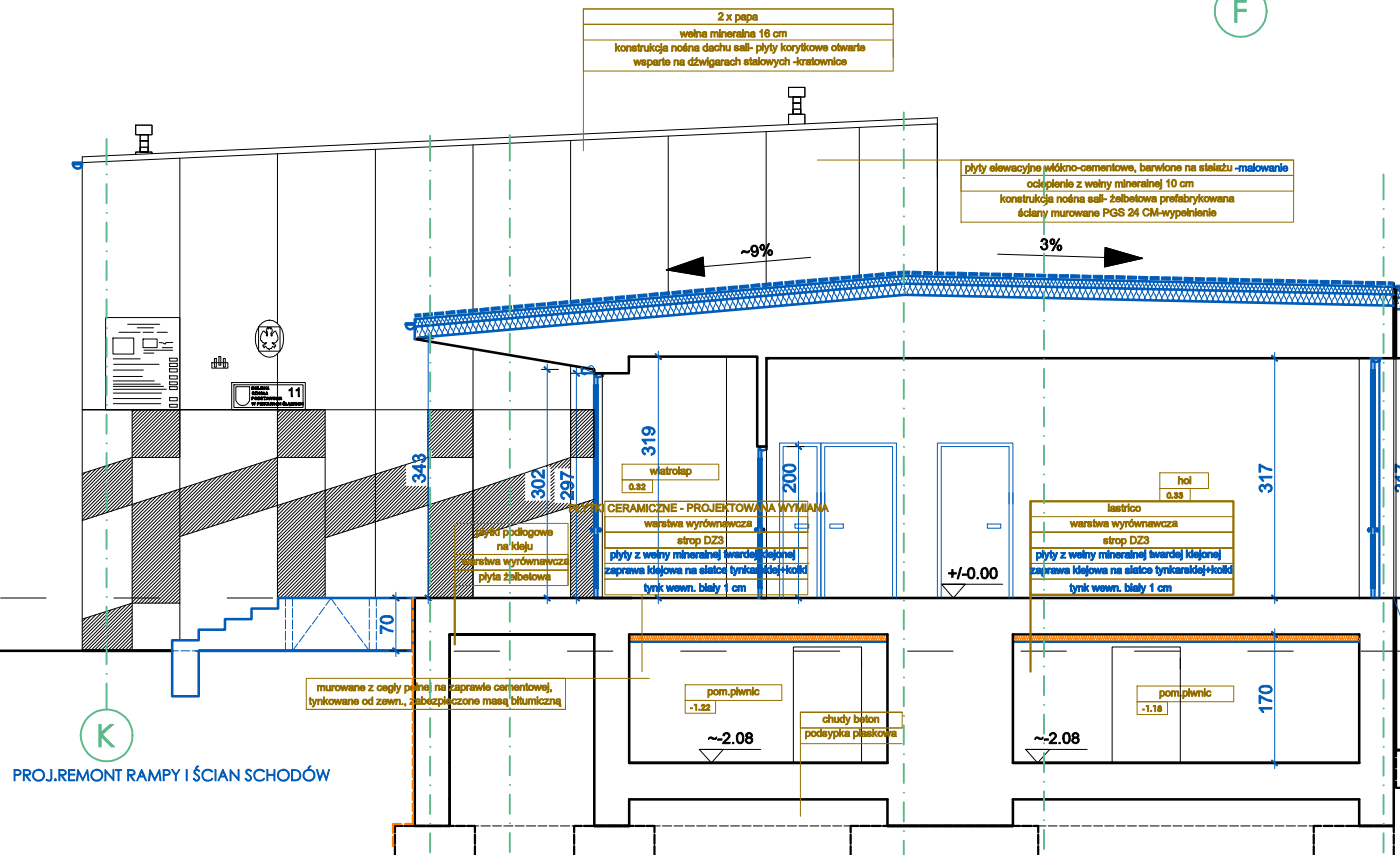 F
2 x papa
wełna mineralna 16 cm
konstrukcja nośna dachu sali- płyty korytkowe otwarte
wsparte na dźwigarach stalowych -kratownice
płyty elewacyjne włókno-cementowe, barwione na stelażu -malowanie
ocieplenie z wełny mineralnej 10 cm
konstrukcja nośna sali- żelbetowa prefabrykowana
ściany murowane PGS 24 CM-wypełnienie
~9%
3%
11
343
302
297
319
200
317
wiatrołap
0.32
hol
0.33
CERAMICZNE - PROJEKTOWANA WYMIANA
warstwa wyrównawcza
strop DZ3
płyty z wełny mineralnej twardej klejonej
zaprawa klejowa na siatce tynkarskiej+kołki
tynk wewn. biały 1 cm
lastrico
warstwa wyrównawcza
strop DZ3
płyty z wełny mineralnej twardej klejonej
zaprawa klejowa na siatce tynkarskiej+kołki
tynk wewn. biały 1 cm
płytki podłogowe
na kleju
warstwa wyrównawcza
płyta żelbetowa
+/-0.00
70
murowane z cegły pełnej na zaprawie cementowej,
tynkowane od zewn., zabezpieczone masą bitumiczną
pom.piwnic
-1.22
pom.piwnic
-1.18
170
chudy beton
podsypka piaskowa
~-2.08
~-2.08
K
PROJ.REMONT RAMPY I ŚCIAN SCHODÓW